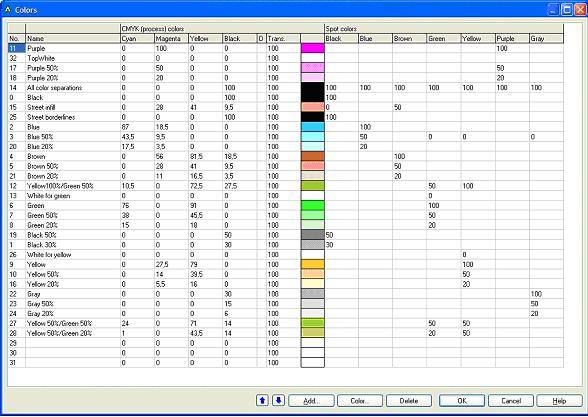 Colors
CMYK (process) colors Spot colors
No. Name Cyan Magenta Yellow Black D Trans. Black Blue Brown Green Yellow Purple Gray
11 Purple 0 100 0 0 100 100
32 TopWhite 0 0 0 0 100
17 Purple 50% 0 50 0 0 100 50
18 Purple 20% 0 20 0 0 100 20
14 All color separations 0 0 0 100 100 100 100 100 100 100 100 100
0 Black 0 0 0 100 100 100
15 Street infill 0 28 41 9,5 100 0 50
25 Street borderlines 0 0 0 100 100 100
2 Blue 87 18,5 0 0 100 100
3 Blue 50% 43,5 9,5 0 0 100 50 0 0 0
20 Blue 20% 17,5 3,5 0 0 100 20
4 Brown 0 56 81,5 18,5 100 100
5 Brown 50% 0 28 41 9,5 100 50
21 Brown 20% 0 11 16,5 3,5 100 20
12 Yellow100%/Green 50% 10,5 0 72,5 27,5 100 50 100
13 White for green 0 0 0 0 100 0
6 Green 76 0 91 0 100 100
7 Green 50% 38 0 45,5 0 100 50
8 Green 20% 15 0 18 0 100 20
19 Black 50% 0 0 0 50 100 50
31 Black 30% 0 0 0 30 100 30
26 White for yellow 0 0 0 0 100 0
9 Yellow 0 27,5 79 0 100 100
10 Yellow 50% 0 14 39,5 0 100 50
16 Yellow 20% 0 5,5 16 0 100 20
22 Gray 0 0 0 30 100 100
23 Gray 50% 0 0 0 15 100 50
24 Gray 20% 0 0 0 6 100 20
27 Yellow 50%/Green 50% 24 0 71 14 100 50 50
28 Yellow 50%/Green 20% 1 0 43,5 14 100 20 50
29 0 0 0 0 100
30 0 0 0 0 100
31 0 0 0 0 100
Add... Color... Delete OK Cancel Help